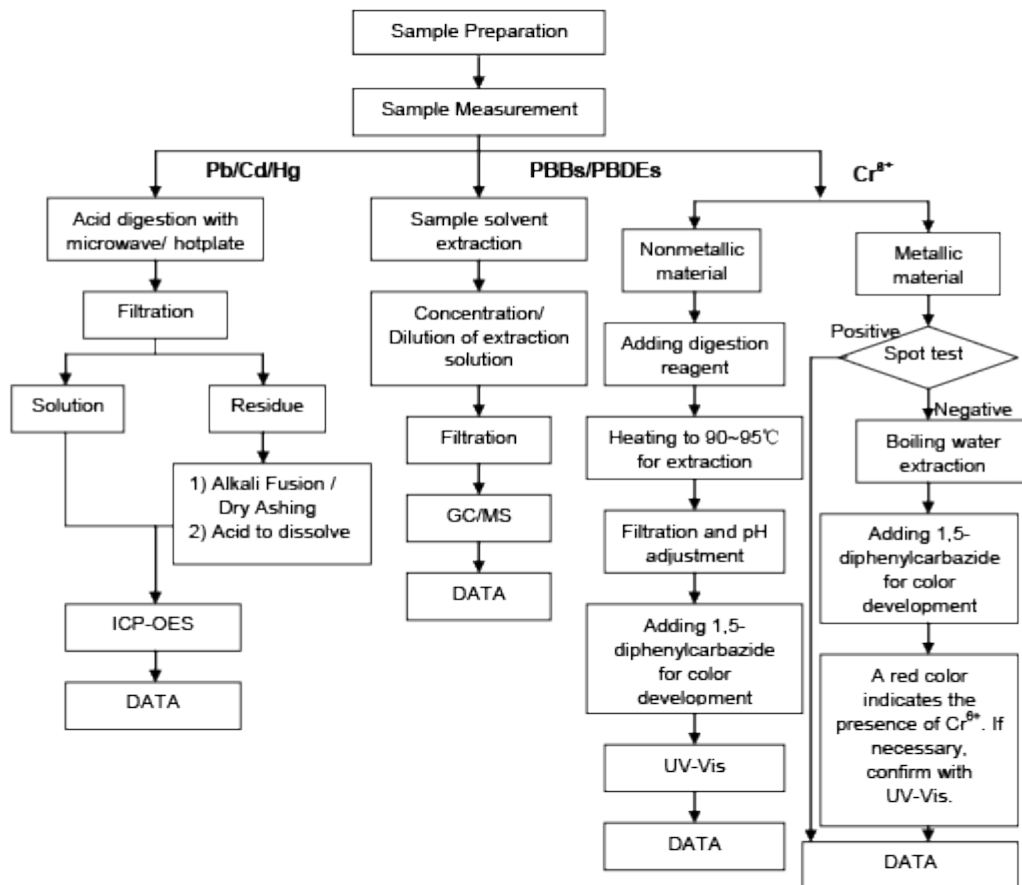 Sample Preparation
Sample Measurement
Pb/Cd/Hg
PBBs/PBDEs
Cr⁶⁺
Acid digestion with
microwave/ hotplate
Filtration
Solution
Residue
1) Alkali Fusion /
Dry Ashing
2) Acid to dissolve
ICP-OES
DATA
Sample solvent
extraction
Concentration/
Dilution of extraction
solution
Filtration
GC/MS
DATA
Nonmetallic
material
Adding digestion
reagent
Heating to 90~95℃
for extraction
Filtration and pH
adjustment
Adding 1,5-
diphenylcarbazide
for color
development
UV-Vis
DATA
Metallic
material
Positive
Spot test
Negative
Boiling water
extraction
Adding 1,5-
diphenylcarbazide
for color
development
A red color
indicates the
presence of Cr⁶⁺. If
necessary,
confirm with
UV-Vis.
DATA